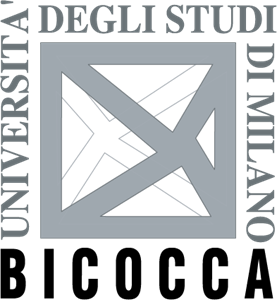 UNIVERSITA'
DEGLI STUDI
DI MILANO
BICOCCA